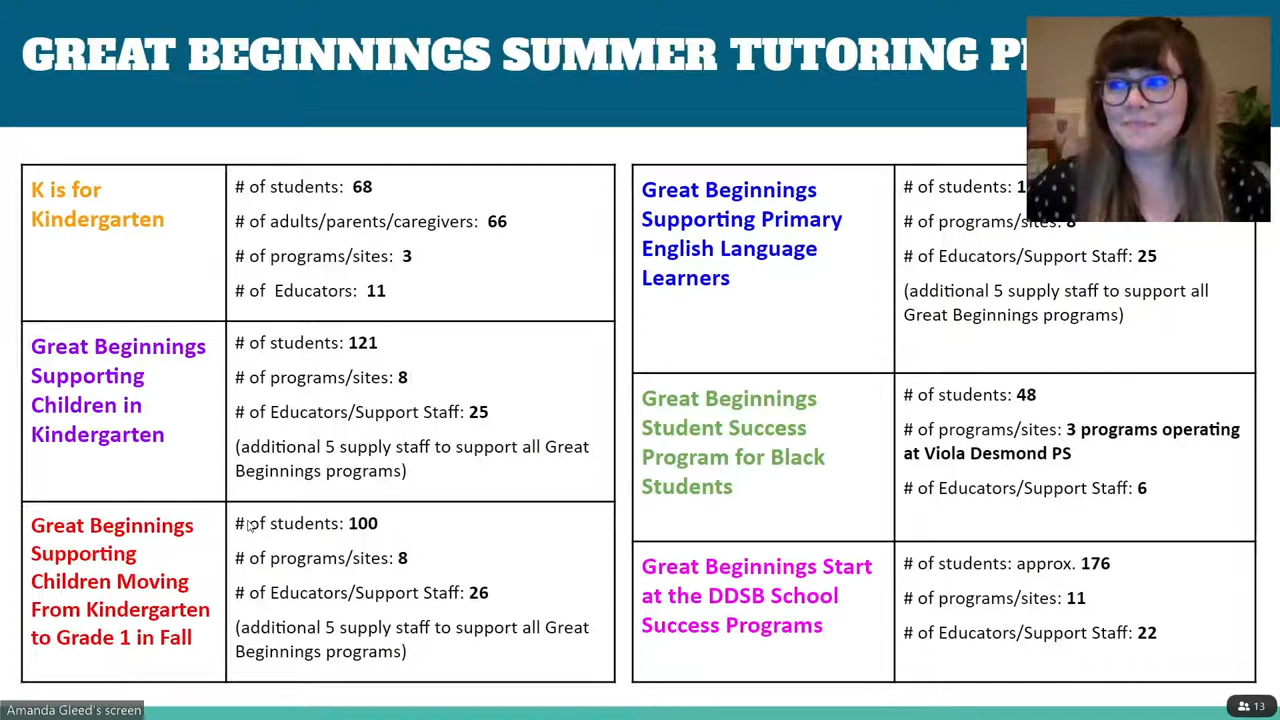 GREAT BEGINNINGS SUMMER TUTORING
K is for
Kindergarten
# of students: 68
# of adults/parents/caregivers: 66
# of programs/sites: 3
# of Educators: 11
Great Beginnings
Supporting
Children in
Kindergarten
# of students: 121
# of programs/sites: 8
# of Educators/Support Staff: 25
(additional 5 supply staff to support all Great
Beginnings programs)
Great Beginnings
Supporting
Children Moving
From Kindergarten
to Grade 1 in Fall
# of students: 100
# of programs/sites: 8
# of Educators/Support Staff: 26
(additional 5 supply staff to support all Great
Beginnings programs)
Great Beginnings
Supporting Primary
English Language
Learners
# of students:
# of programs/sites: 8
# of Educators/Support Staff: 25
(additional 5 supply staff to support all
Great Beginnings programs)
Great Beginnings
Student Success
Program for Black
Students
# of students: 48
# of programs/sites: 3 programs operating
at Viola Desmond PS
# of Educators/Support Staff: 6
Great Beginnings Start
at the DDSB School
Success Programs
# of students: approx. 176
# of programs/sites: 11
# of Educators/Support Staff: 22
Amanda Gleed's screen
13